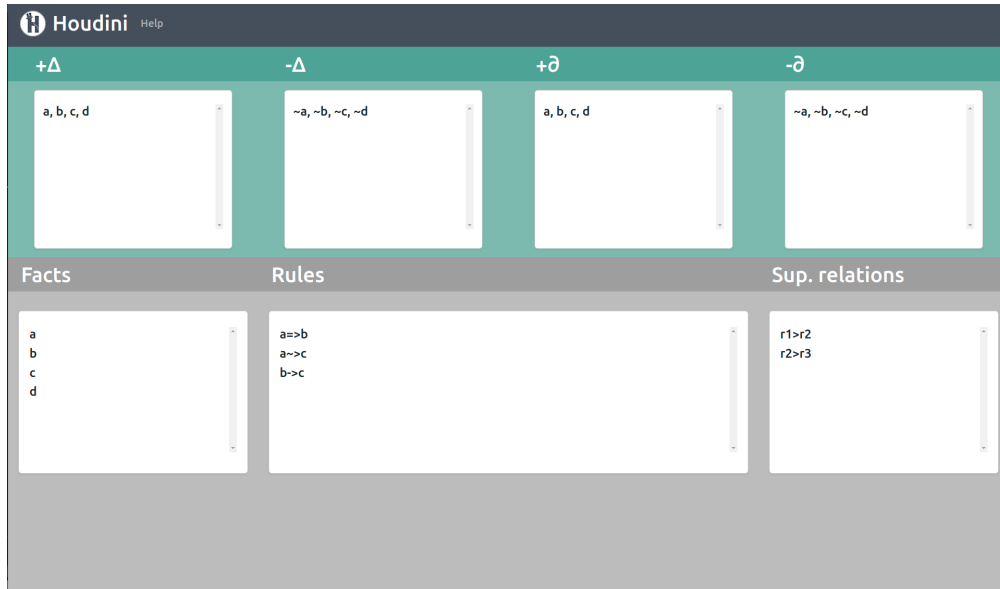 Houdini Help
+Δ -Δ +∂ -∂
a, b, c, d
~a, ~b, ~c, ~d
a, b, c, d
~a, ~b, ~c, ~d
Facts Rules Sup. relations
a
b
c
d
a=>b
a~>c
b->c
r1>r2
r2>r3